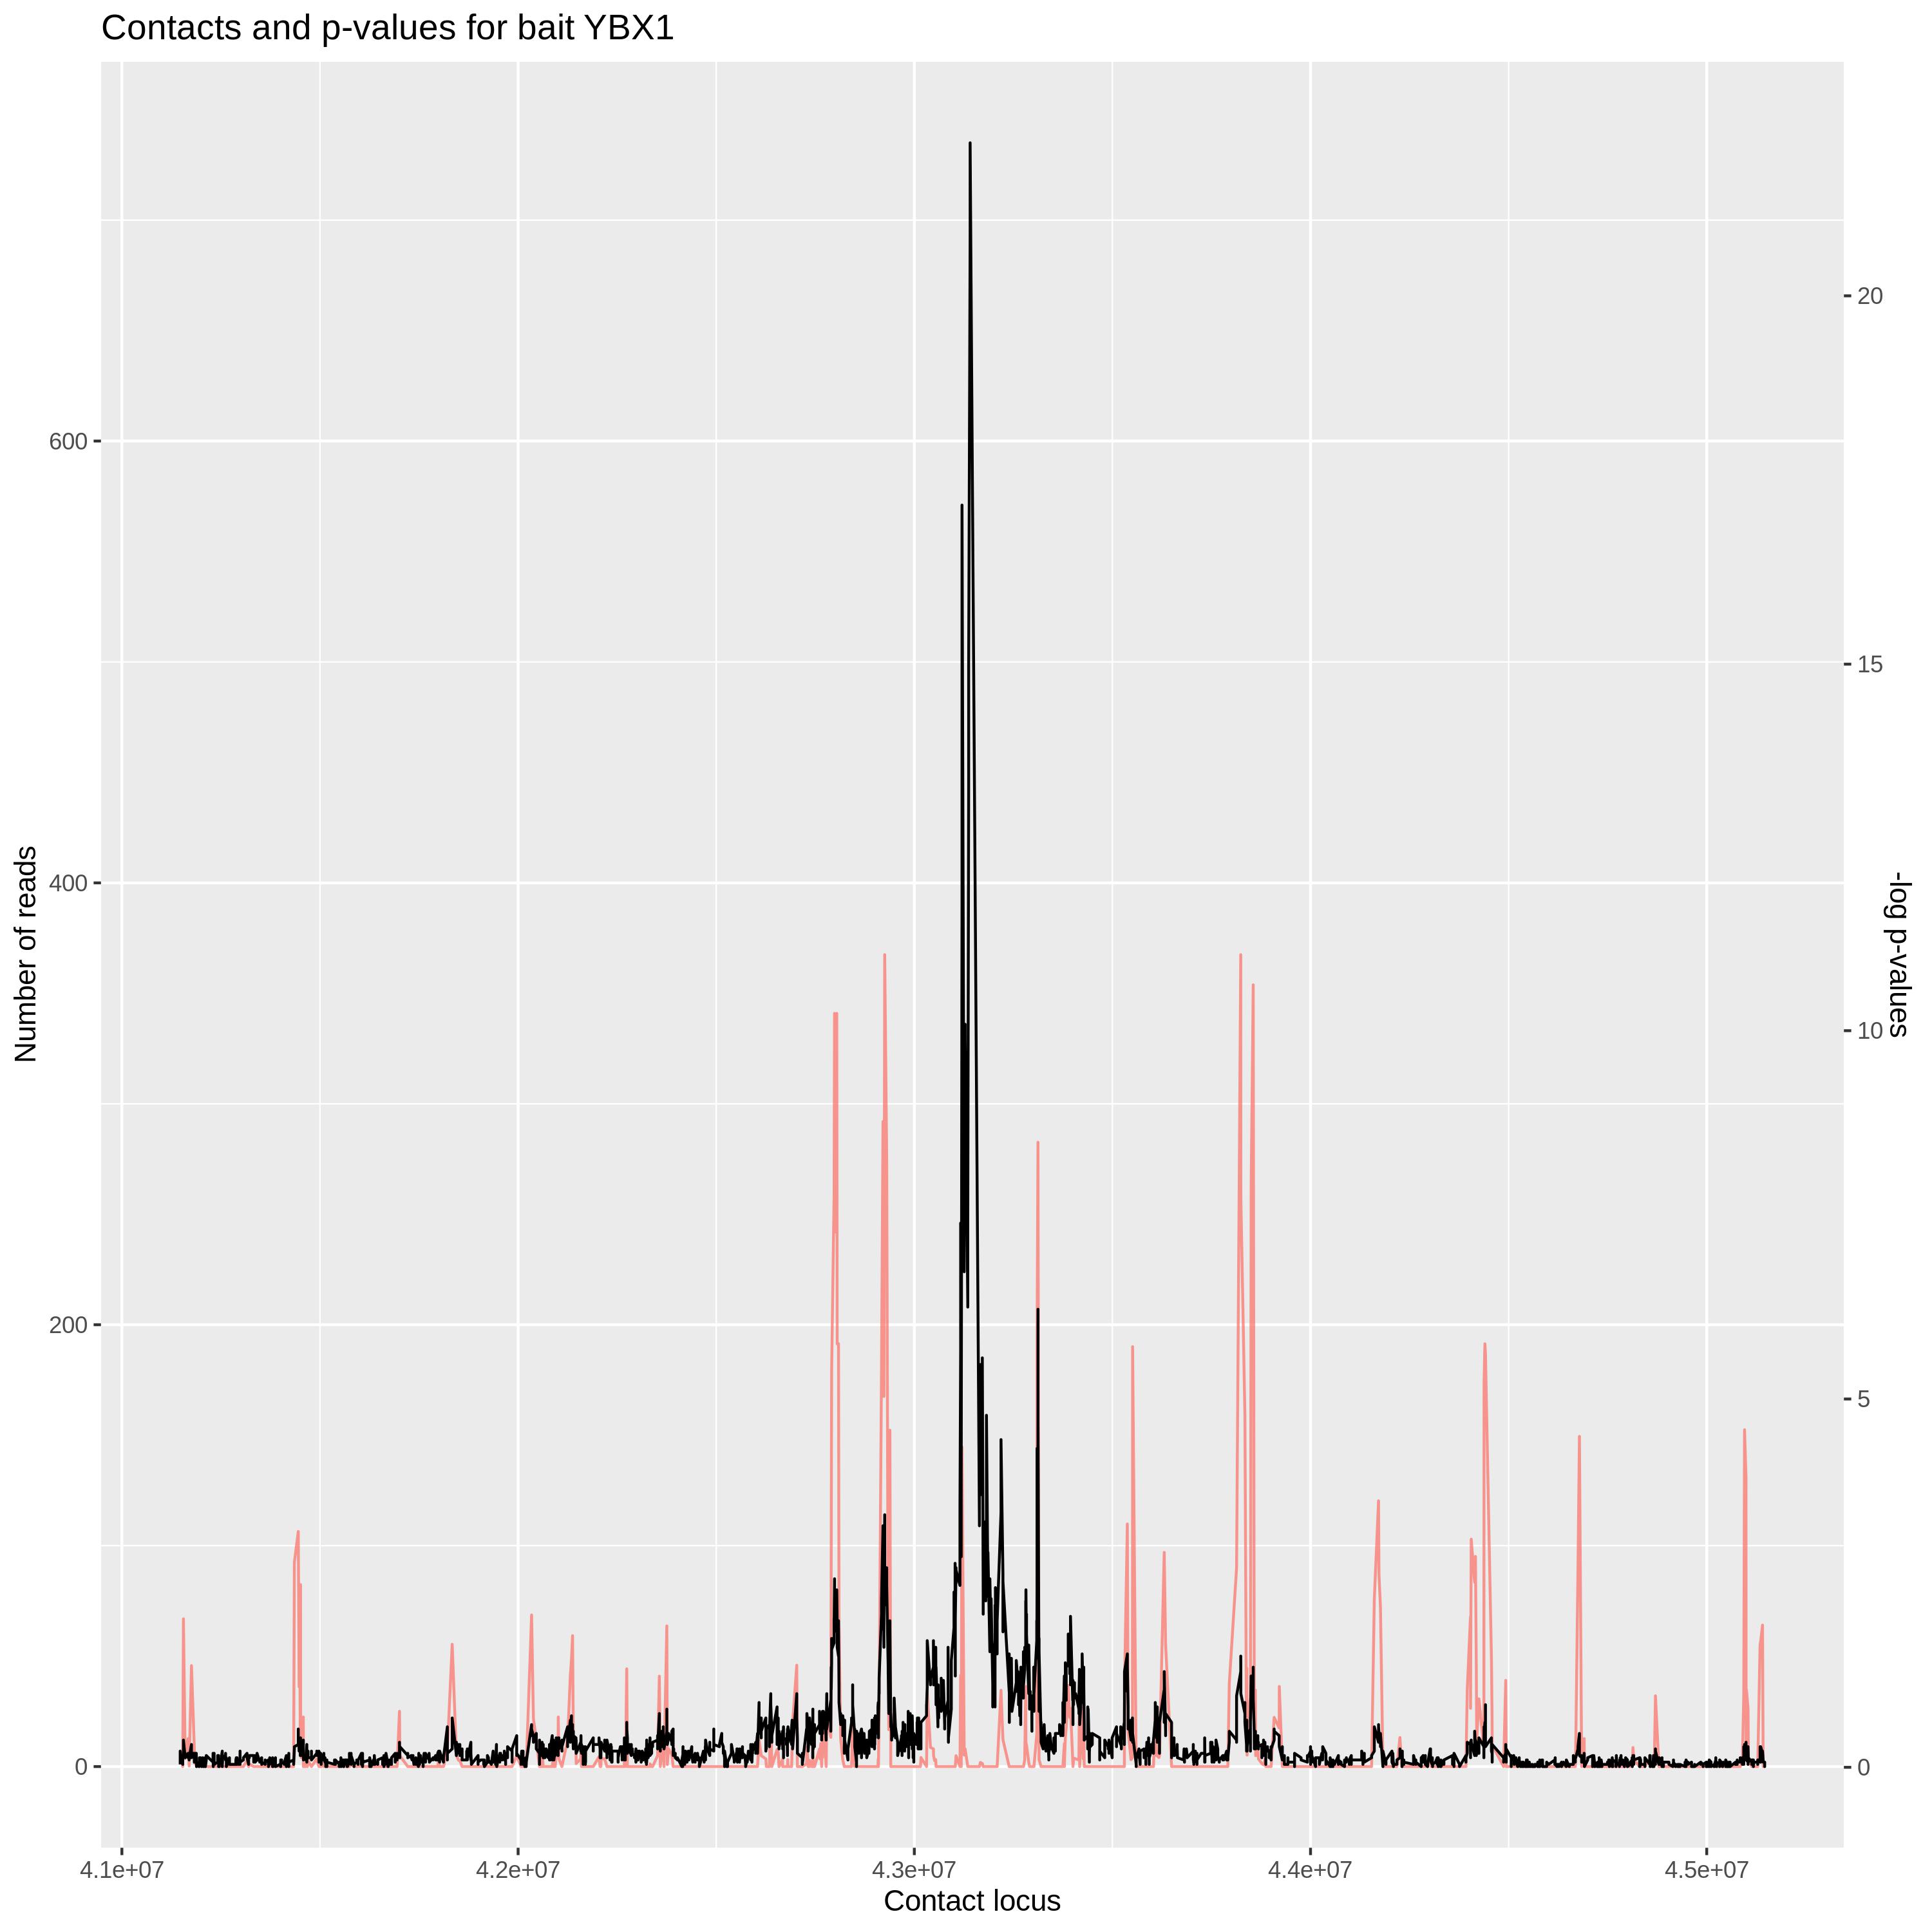 Contacts and p-values for bait YBX1
Number of reads
600
400
200
0
20
15
10
5
0
-log p-values
4.1e+07 4.2e+07 4.3e+07 4.4e+07 4.5e+07
Contact locus